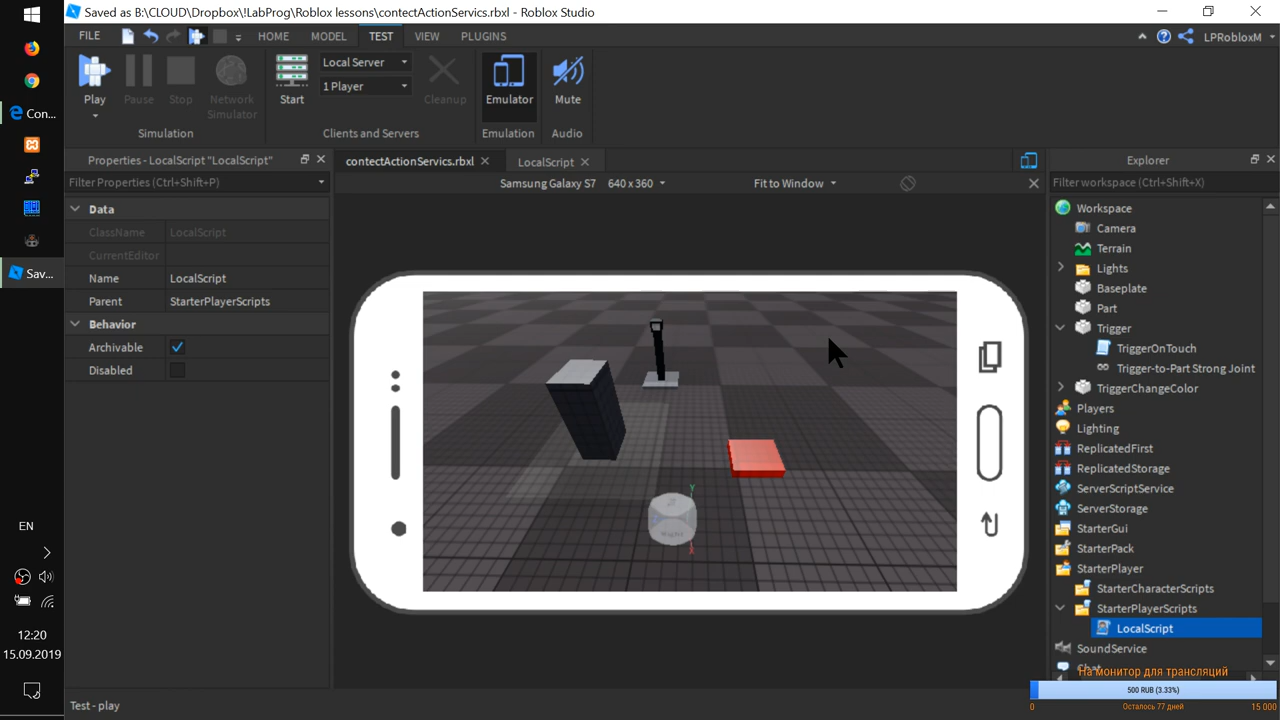 Saved as B:\CLOUD\Dropbox\!LabProg\Roblox lessons\contectActionServics.rbxl - Roblox Studio
FILE HOME MODEL TEST VIEW PLUGINS LPRobloxM
Play Pause Stop Network Simulator
Simulation
Start Local Server
1 Player
Cleanup
Clients and Servers
Emulator
Emulation
Mute
Audio
Properties - LocalScript "LocalScript"
Filter Properties (Ctrl+Shift+P)
Data
ClassName LocalScript
CurrentEditor
Name LocalScript
Parent StarterPlayerScripts
Behavior
Archivable
Disabled
contectActionServics.rbxl LocalScript
Samsung Galaxy S7 640 x 360 Fit to Window
Y
X
Explorer
Filter workspace (Ctrl+Shift+X)
Workspace
Camera
Terrain
Lights
Baseplate
Part
Trigger
TriggerOnTouch
Trigger-to-Part Strong Joint
TriggerChangeColor
Players
Lighting
ReplicatedFirst
ReplicatedStorage
ServerScriptService
ServerStorage
StarterGui
StarterPack
StarterPlayer
StarterCharacterScripts
StarterPlayerScripts
LocalScript
SoundService
Chat
На монитор для трансляций
500 RUB (3.33%)
0 Осталось 77 дней 15 000
Con...
Sav...
EN
12:20
15.09.2019
Test - play